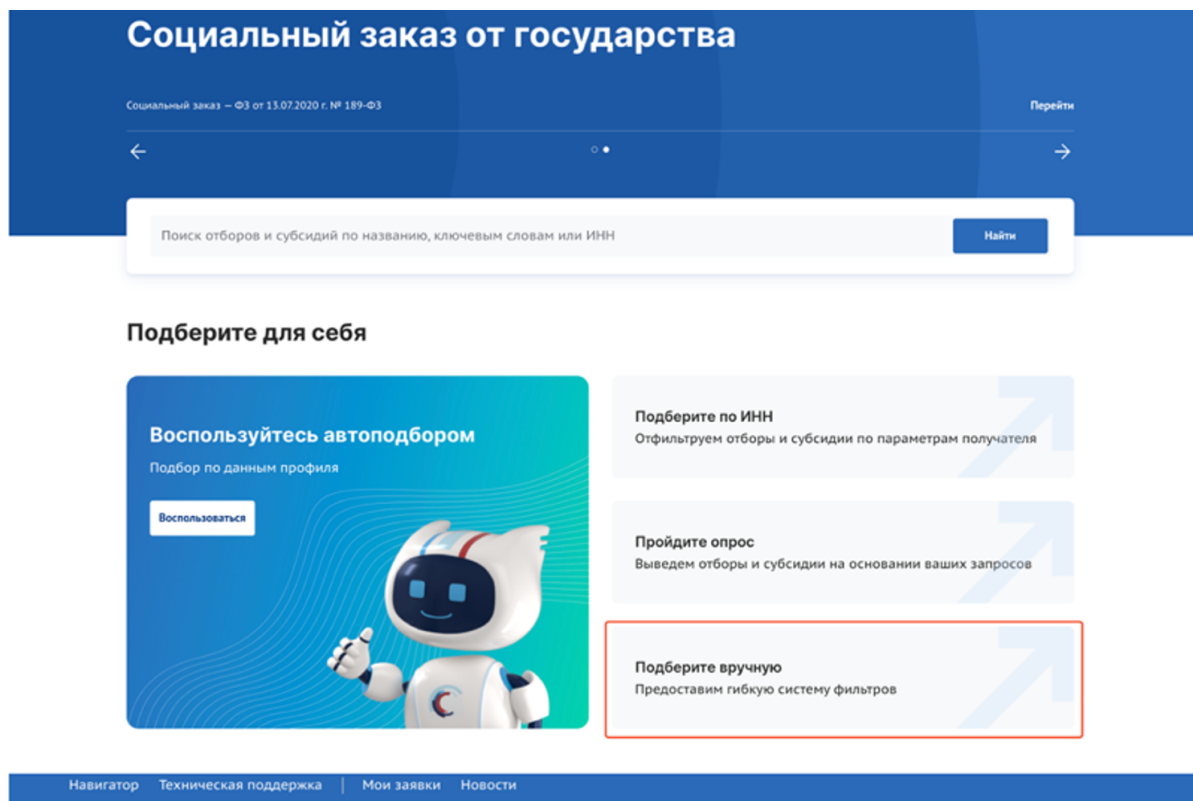 Социальный заказ от государства
Социальный заказ – ФЗ от 13.07.2020 г. № 189-ФЗ
Перейти
Поиск отборов и субсидий по названию, ключевым словам или ИНН
Найти
Подберите для себя
Воспользуйтесь автоподбором
Подбор по данным профиля
Воспользоваться
Подберите по ИНН
Отфильтруем отборы и субсидии по параметрам получателя
Пройдите опрос
Выведем отборы и субсидии на основании ваших запросов
Подберите вручную
Предоставим гибкую систему фильтров
Навигатор Техническая поддержка | Мои заявки Новости